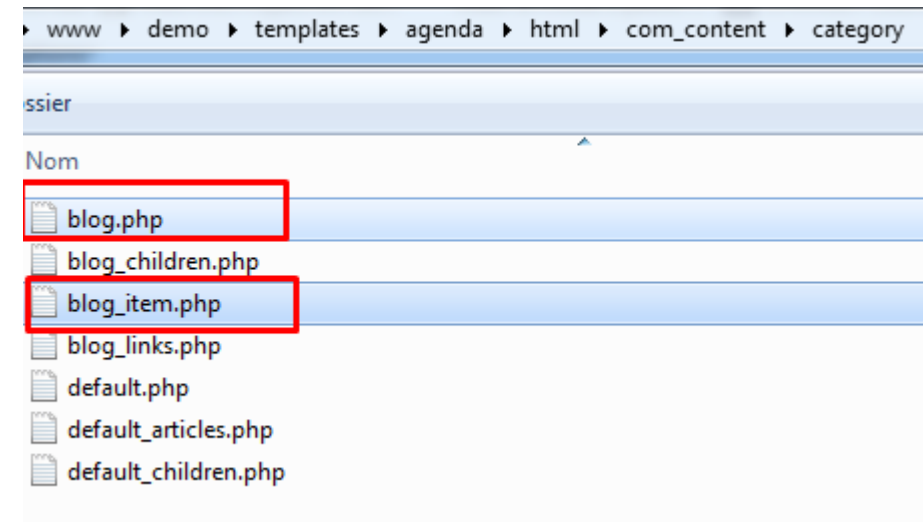 www ▸ demo ▸ templates ▸ agenda ▸ html ▸ com_content ▸ category
ssier
Nom
blog.php
blog_children.php
blog_item.php
blog_links.php
default.php
default_articles.php
default_children.php